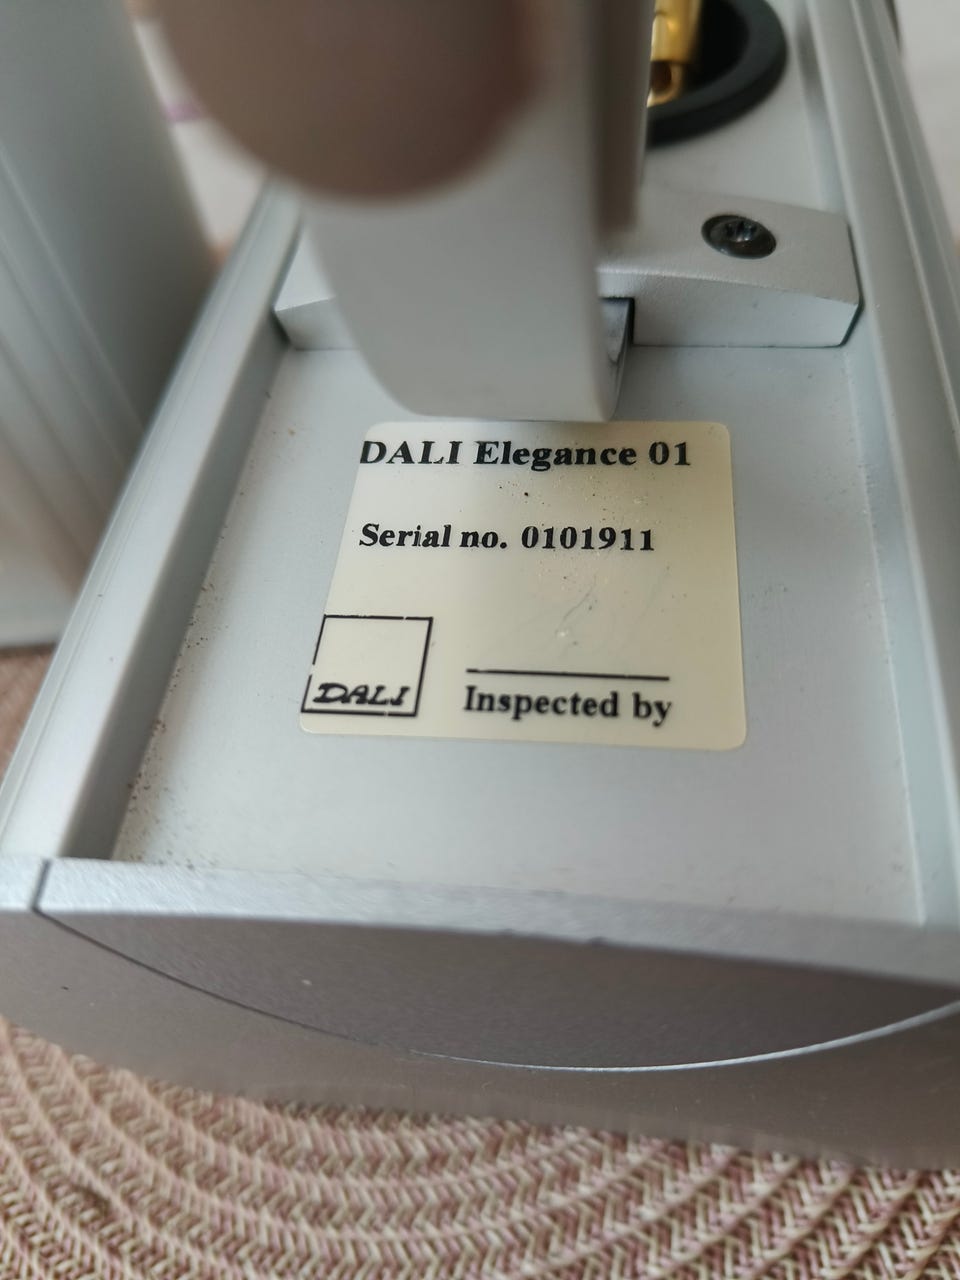 DALI Elegance 01
Serial no. 0101911
DALI
Inspected by